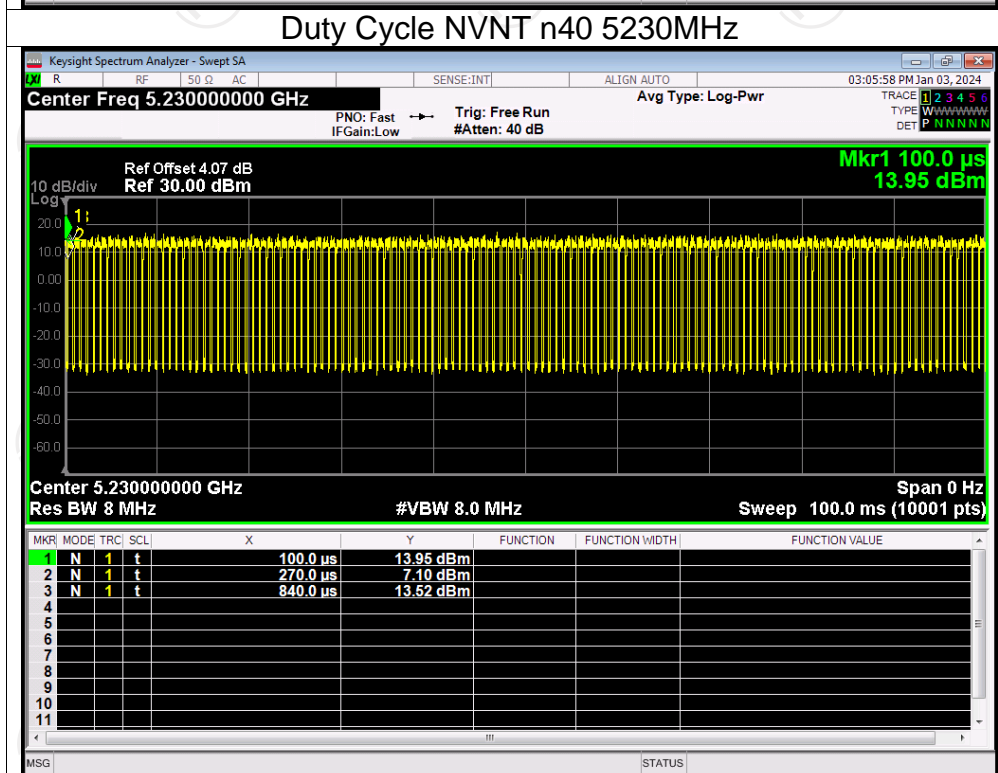 Duty Cycle NVNT n40 5230MHz
Keysight Spectrum Analyzer - Swept SA
LXI R RF 50 Ω AC SENSE:INT ALIGN AUTO 03:05:58 PM Jan 03, 2024
Center Freq 5.230000000 GHz Avg Type: Log-Pwr TRACE 1 2 3 4 5 6
PNO: Fast Trig: Free Run TYPE WWWWWW
IFGain:Low #Atten: 40 dB DET P N N N N N
Mkr1 100.0 µs
Ref Offset 4.07 dB 13.95 dBm
10 dB/div Ref 30.00 dBm
Log
1
20.0
2
10.0
0.00
-10.0
-20.0
-30.0
-40.0
-50.0
-60.0
Center 5.230000000 GHz Span 0 Hz
Res BW 8 MHz #VBW 8.0 MHz Sweep 100.0 ms (10001 pts)
MKR MODE TRC SCL X Y FUNCTION FUNCTION WIDTH FUNCTION VALUE
1 N 1 t 100.0 µs 13.95 dBm
2 N 1 t 270.0 µs 7.10 dBm
3 N 1 t 840.0 µs 13.52 dBm
4
5
6
7
8
9
10
11
MSG STATUS